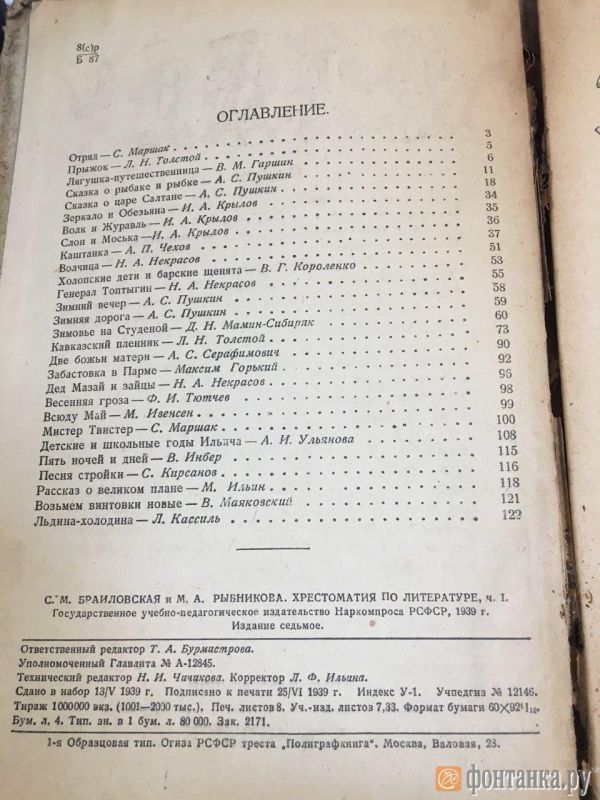 8(с)р
Б 87
ОГЛАВЛЕНИЕ.
Отряд — С. Маршак 3
Прыжок — Л. Н. Толстой 5
Лягушка-путешественница — В. М. Гаршин 6
Сказка о рыбаке и рыбке — А. С. Пушкин 11
Сказка о царе Салтане — А. С. Пушкин 18
Зеркало и Обезьяна — И. А. Крылов 34
Волк и Журавль — И. А. Крылов 35
Слон и Моська — И. А. Крылов 36
Каштанка — А. П. Чехов 37
Волчица — Н. А. Некрасов 51
Холопские дети и барские щенята — В. Г. Короленко 53
Генерал Топтыгин — Н. А. Некрасов 55
Зимний вечер — А. С. Пушкин 58
Зимняя дорога — А. С. Пушкин 59
Зимовье на Студеной — Д. Н. Мамин-Сибиряк 60
Кавказский пленник — Л. Н. Толстой 73
Две божьи матери — А. С. Серафимович 90
Забастовка в Парме — Максим Горький 92
Дед Мазай и зайцы — Н. А. Некрасов 96
Весенняя гроза — Ф. И. Тютчев 98
Всюду Май — М. Ивенсен 99
Мистер Твистер — С. Маршак 100
Детские и школьные годы Ильича — А. И. Ульянова 108
Пять ночей и дней — В. Инбер 115
Песня стройки — С. Кирсанов 116
Рассказ о великом плане — М. Ильин 118
Возьмем винтовки новые — В. Маяковский 121
Льдина-холодина — Л. Кассиль 122
С. М. БРАИЛОВСКАЯ и М. А. РЫБНИКОВА. ХРЕСТОМАТИЯ ПО ЛИТЕРАТУРЕ, ч. I.
Государственное учебно-педагогическое издательство Наркомпроса РСФСР, 1939 г.
Издание седьмое.
Ответственный редактор Т. А. Бурмистрова.
Уполномоченный Главлита № А-12845.
Технический редактор Н. И. Чичикова. Корректор Л. Ф. Ильина.
Сдано в набор 13/V 1939 г. Подписано к печати 25/VI 1939 г. Индекс У-1. Учпедгиз № 12146.
Тираж 1000000 экз. (1001—2000 тыс.). Печ. листов 8. Уч.-изд. листов 7,33. Формат бумаги 60×92 1/16.
Бум. л. 4. Тип. зн. в 1 бум. л. 80000. Зак. 2171.
1-я Образцовая тип. Огиза РСФСР треста „Полиграфкнига". Москва, Валовая, 28.
фонтанка.ру